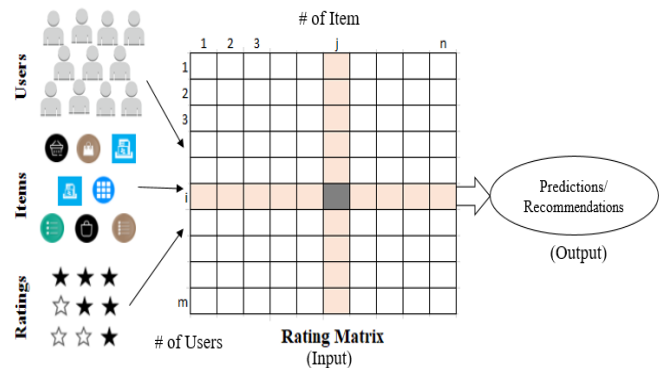 # of Item
1 2 3 j n
Users
1
2
3
Items
i
Predictions/
Recommendations
(Output)
Ratings
m
# of Users
Rating Matrix
(Input)